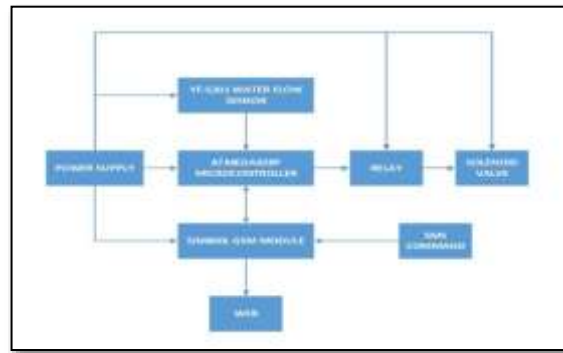 WATER FLOW
SENSOR
POWER SUPPLY
MICROCONTROLLER
RELAY
SOLENOID
VALVE
GSM MODULE
SMS
COMMAND
WEB